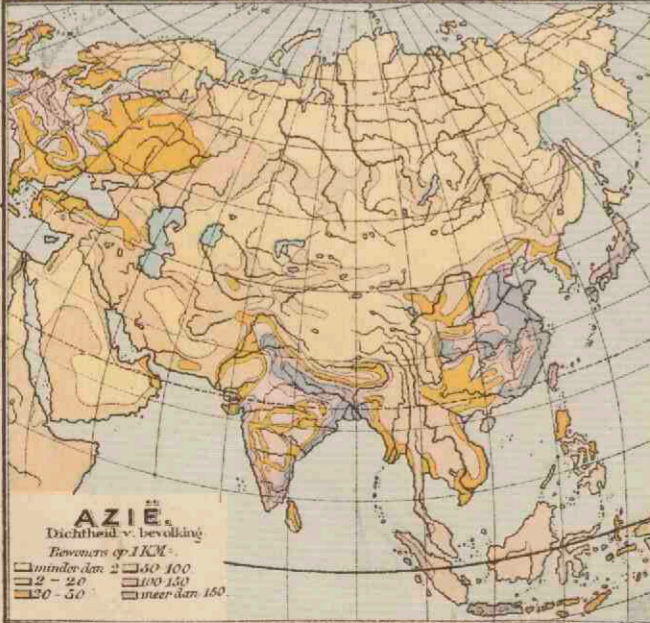 AZIË.
Dichtheid v. bevolking
Bewoners op 1 KM².
minder dan 2 50-100
2 - 20 100-150
20 - 50 meer dan 150